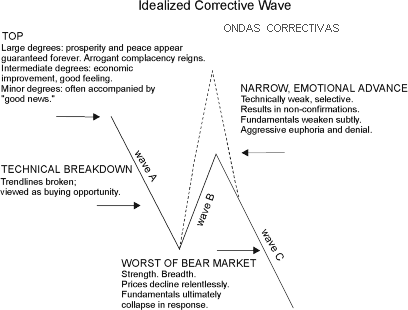 Idealized Corrective Wave
ONDAS CORRECTIVAS
TOP
Large degrees: prosperity and peace appear
guaranteed forever. Arrogant complacency reigns.
Intermediate degrees: economic
improvement, good feeling.
Minor degrees: often accompanied by
"good news."
NARROW, EMOTIONAL ADVANCE
Technically weak, selective.
Results in non-confirmations.
Fundamentals weaken subtly.
Aggressive euphoria and denial.
TECHNICAL BREAKDOWN
Trendlines broken;
viewed as buying opportunity.
wave A
wave B
wave C
WORST OF BEAR MARKET
Strength. Breadth.
Prices decline relentlessly.
Fundamentals ultimately
collapse in response.